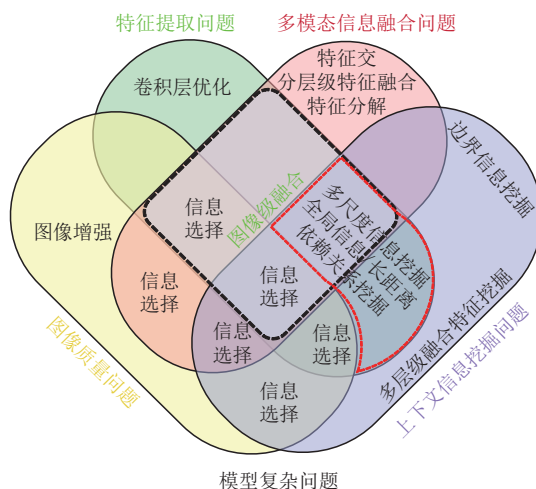 特征提取问题
多模态信息融合问题
卷积层优化
特征交
分层级特征融合
特征分解
边界信息挖掘
图像增强
信息
选择
图像级融合
多尺度信息挖掘
全局信息长距离
依赖关系挖掘
信息
选择
信息
选择
信息
选择
信息
选择
信息
选择
多层级融合特征挖掘
图像质量问题
上下文信息挖掘问题
模型复杂问题